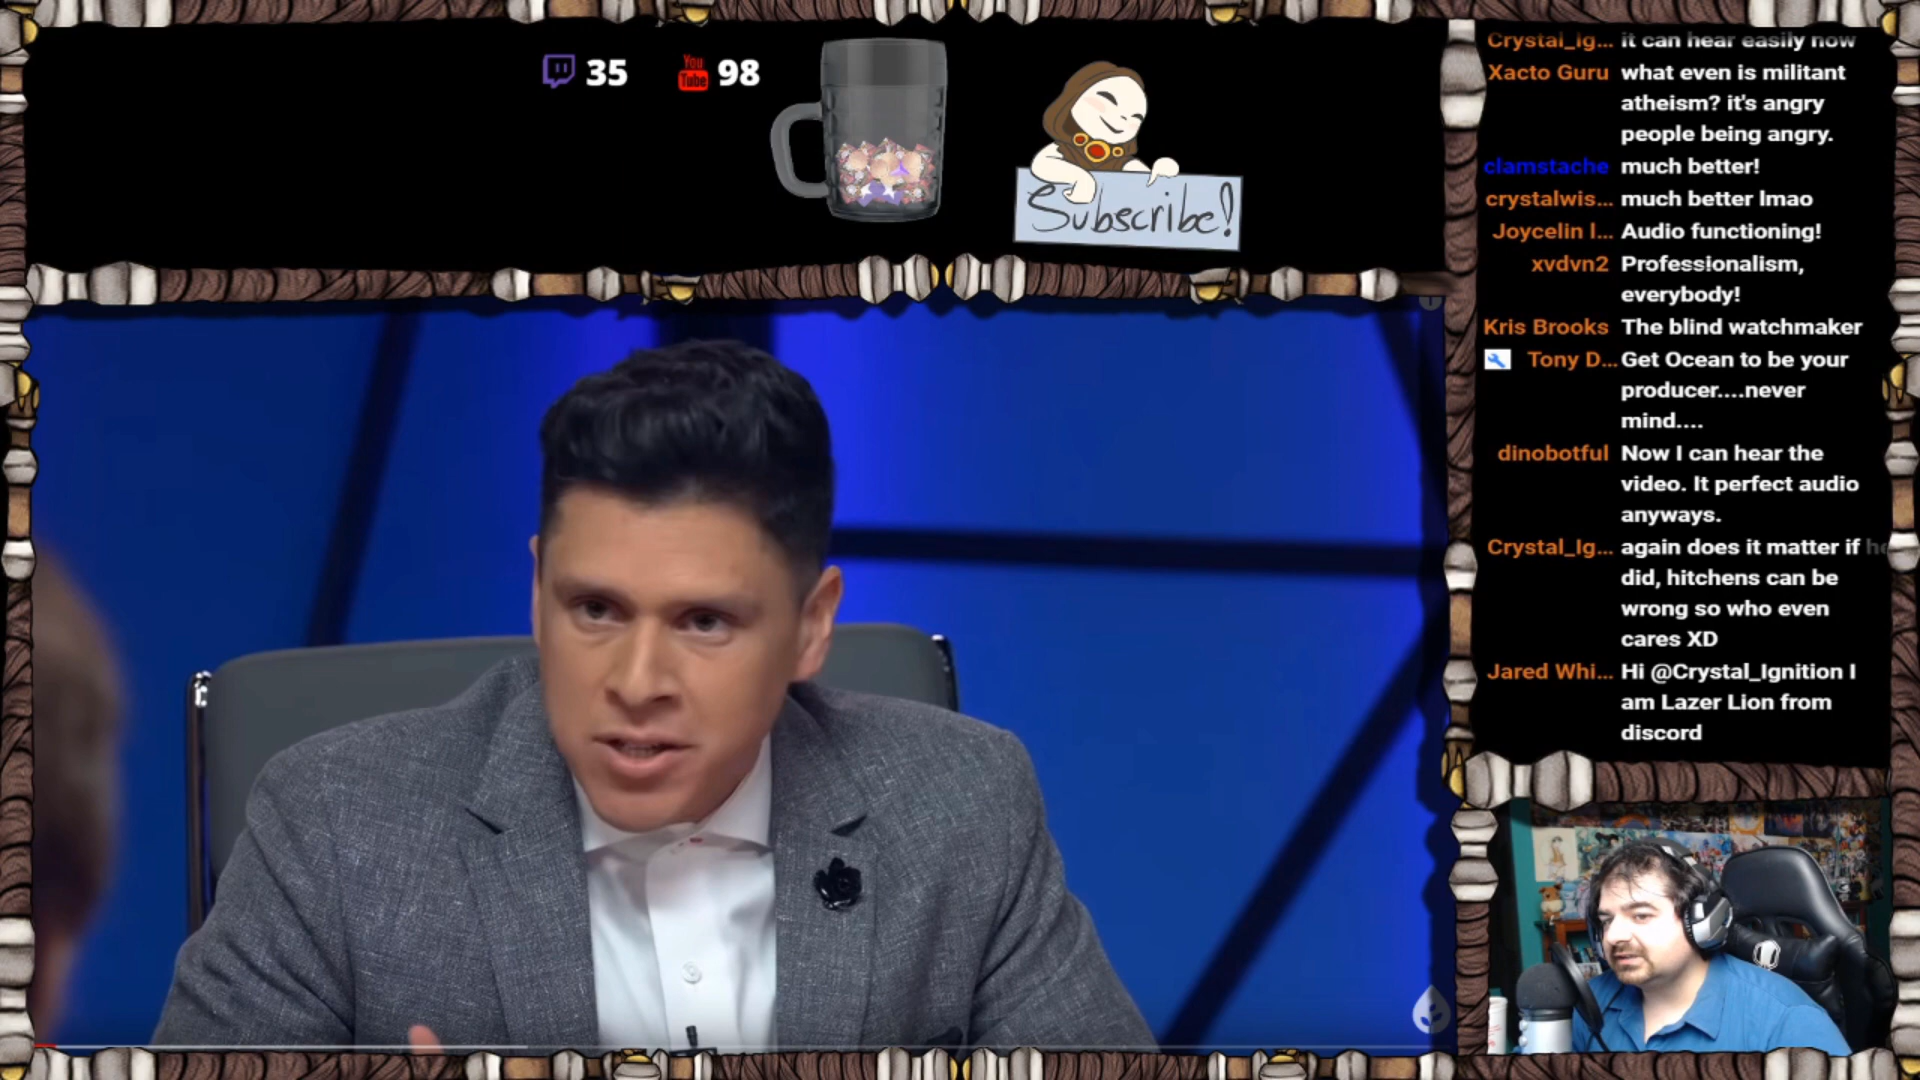 35
You
Tube
98
Subscribe!
Crystal_Ig... it can hear easily now
Xacto Guru what even is militant
atheism? it's angry
people being angry.
clamstache much better!
crystalwis... much better lmao
Joycelin l... Audio functioning!
xvdvn2 Professionalism,
everybody!
Kris Brooks The blind watchmaker
Tony D... Get Ocean to be your
producer....never
mind....
dinobotful Now I can hear the
video. It perfect audio
anyways.
Crystal_Ig... again does it matter if he
did, hitchens can be
wrong so who even
cares XD
Jared Whi... Hi @Crystal_Ignition I
am Lazer Lion from
discord